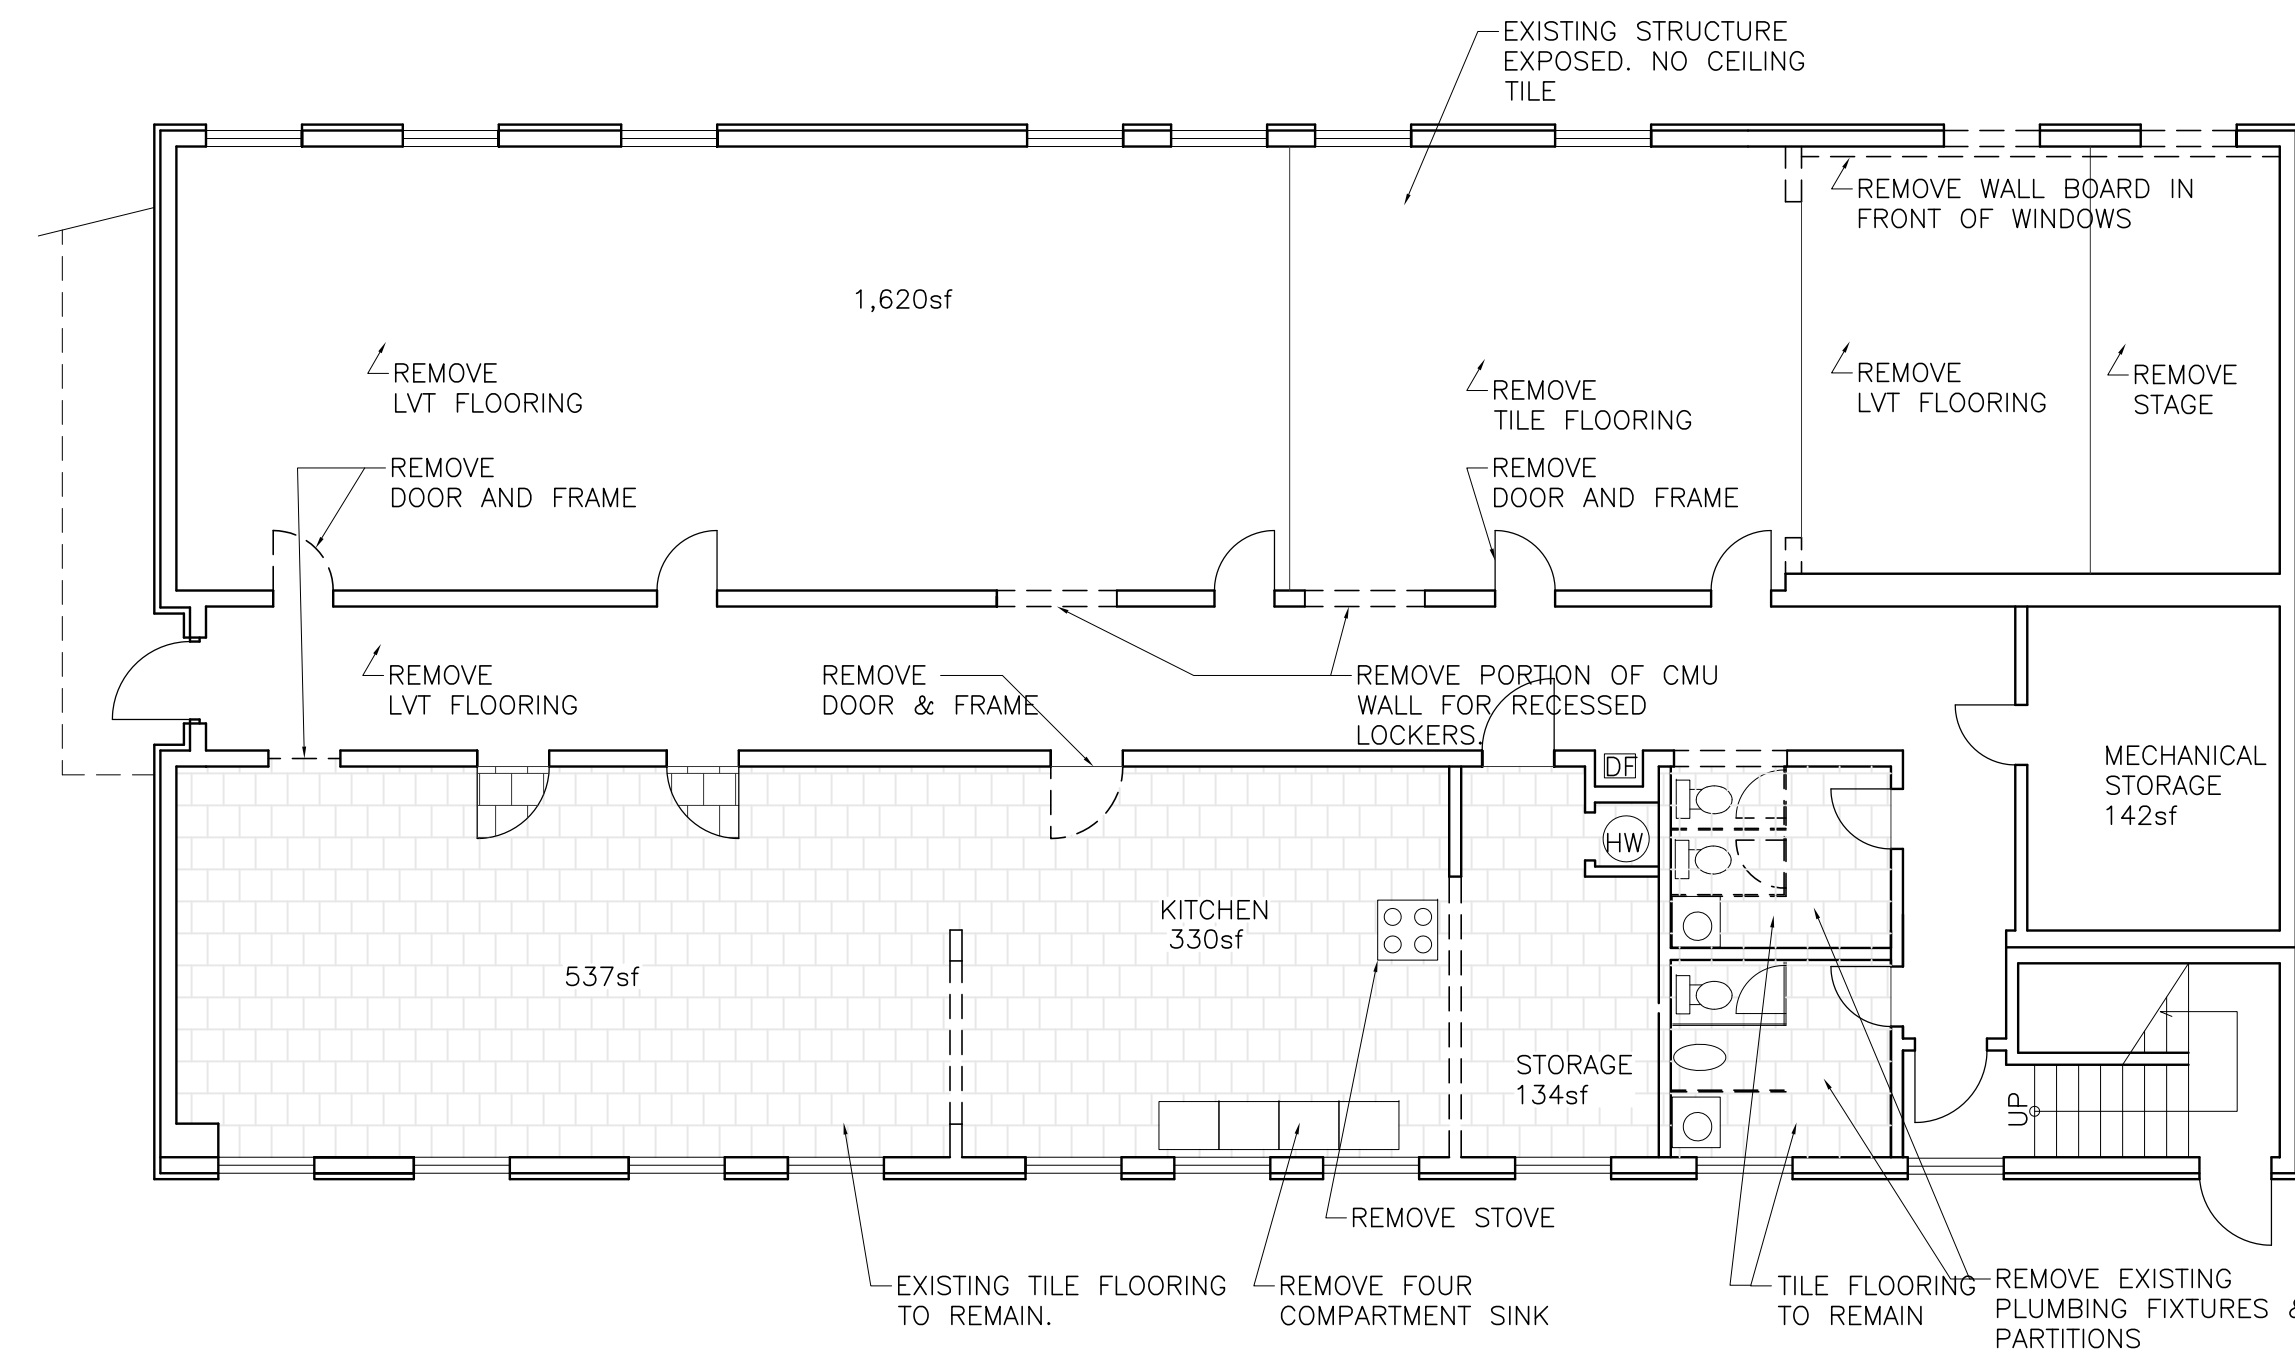 EXISTING STRUCTURE
EXPOSED. NO CEILING
TILE
REMOVE WALL BOARD IN
FRONT OF WINDOWS
1,620sf
REMOVE
LVT FLOORING
REMOVE
TILE FLOORING
REMOVE
LVT FLOORING
REMOVE
STAGE
REMOVE
DOOR AND FRAME
REMOVE
DOOR AND FRAME
REMOVE
LVT FLOORING
REMOVE
DOOR & FRAME
REMOVE PORTION OF CMU
WALL FOR RECESSED
LOCKERS.
DF
MECHANICAL
STORAGE
142sf
HW
KITCHEN
330sf
537sf
STORAGE
134sf
UP
REMOVE STOVE
EXISTING TILE FLOORING
TO REMAIN.
REMOVE FOUR
COMPARTMENT SINK
TILE FLOORING
TO REMAIN
REMOVE EXISTING
PLUMBING FIXTURES &
PARTITIONS